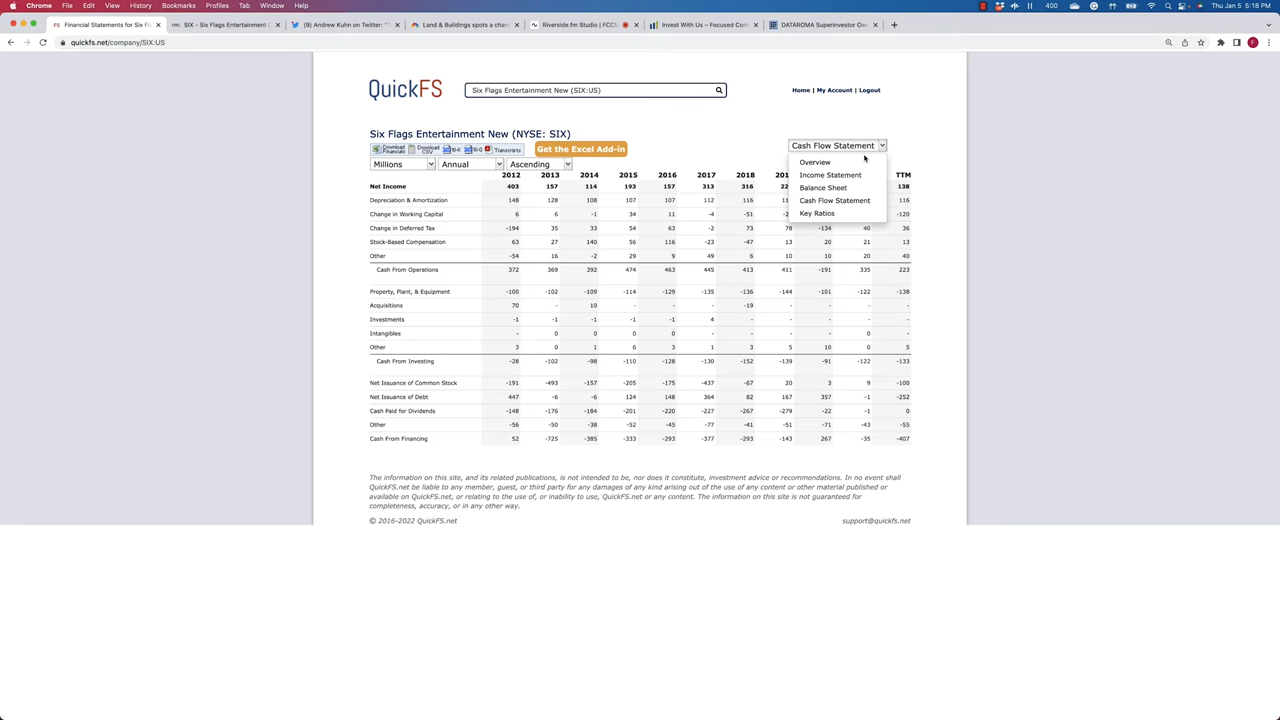 Chrome File Edit View History Bookmarks Profiles Tab Window Help 400 Thu Jan 5 5:18 PM
FS Financial Statements for Six Fl SIX - Six Flags Entertainment C (9) Andrew Kuhn on Twitter: " Land & Buildings spots a chan Riverside.fm Studio | FCCM Invest With Us – Focused Com DATAROMA Superinvestor Ow
quickfs.net/company/SIX:US
QuickFS Six Flags Entertainment New (SIX:US) Home | My Account | Logout
Six Flags Entertainment New (NYSE: SIX)
Download Financials Download CSV 10-K 10-Q Transcripts Get the Excel Add-in Cash Flow Statement
Millions Annual Ascending Overview
2012 2013 2014 2015 2016 2017 2018 201 Income Statement TTM
Net Income 403 157 114 193 157 313 316 Balance Sheet 138
Depreciation & Amortization 148 128 108 107 107 112 116 Cash Flow Statement 116
Change in Working Capital 6 6 -1 34 11 -4 -51 Key Ratios -120
Change in Deferred Tax -194 35 33 54 63 -2 73 78 -134 40 36
Stock-Based Compensation 63 27 140 56 116 -23 -47 13 20 21 13
Other -54 16 -2 29 9 49 6 10 10 20 40
Cash From Operations 372 369 392 474 463 445 413 411 -191 335 223
Property, Plant, & Equipment -100 -102 -109 -114 -129 -135 -136 -144 -101 -122 -138
Acquisitions 70 - 10 - - - -19 - - - -
Investments -1 -1 -1 -1 -1 4 - - - - -
Intangibles - 0 0 0 0 - - - - 0 -
Other 3 0 1 6 3 1 3 5 10 0 5
Cash From Investing -28 -102 -98 -110 -128 -130 -152 -139 -91 -122 -133
Net Issuance of Common Stock -191 -493 -157 -205 -175 -437 -67 20 3 9 -100
Net Issuance of Debt 447 -6 -6 124 148 364 82 167 357 -1 -252
Cash Paid for Dividends -148 -176 -184 -201 -220 -227 -267 -279 -22 -1 0
Other -56 -50 -38 -52 -45 -77 -41 -51 -71 -43 -55
Cash From Financing 52 -725 -385 -333 -293 -377 -293 -143 267 -35 -407
The information on this site, and its related publications, is not intended to be, nor does it constitute, investment advice or recommendations. In no event shall
QuickFS.net be liable to any member, guest, or third party for any damages of any kind arising out of the use of any content or other material published or
available on QuickFS.net, or relating to the use of, or inability to use, QuickFS.net or any content. The information on this site is not guaranteed for
completeness, accuracy, or in any other way.
© 2016-2022 QuickFS.net support@quickfs.net